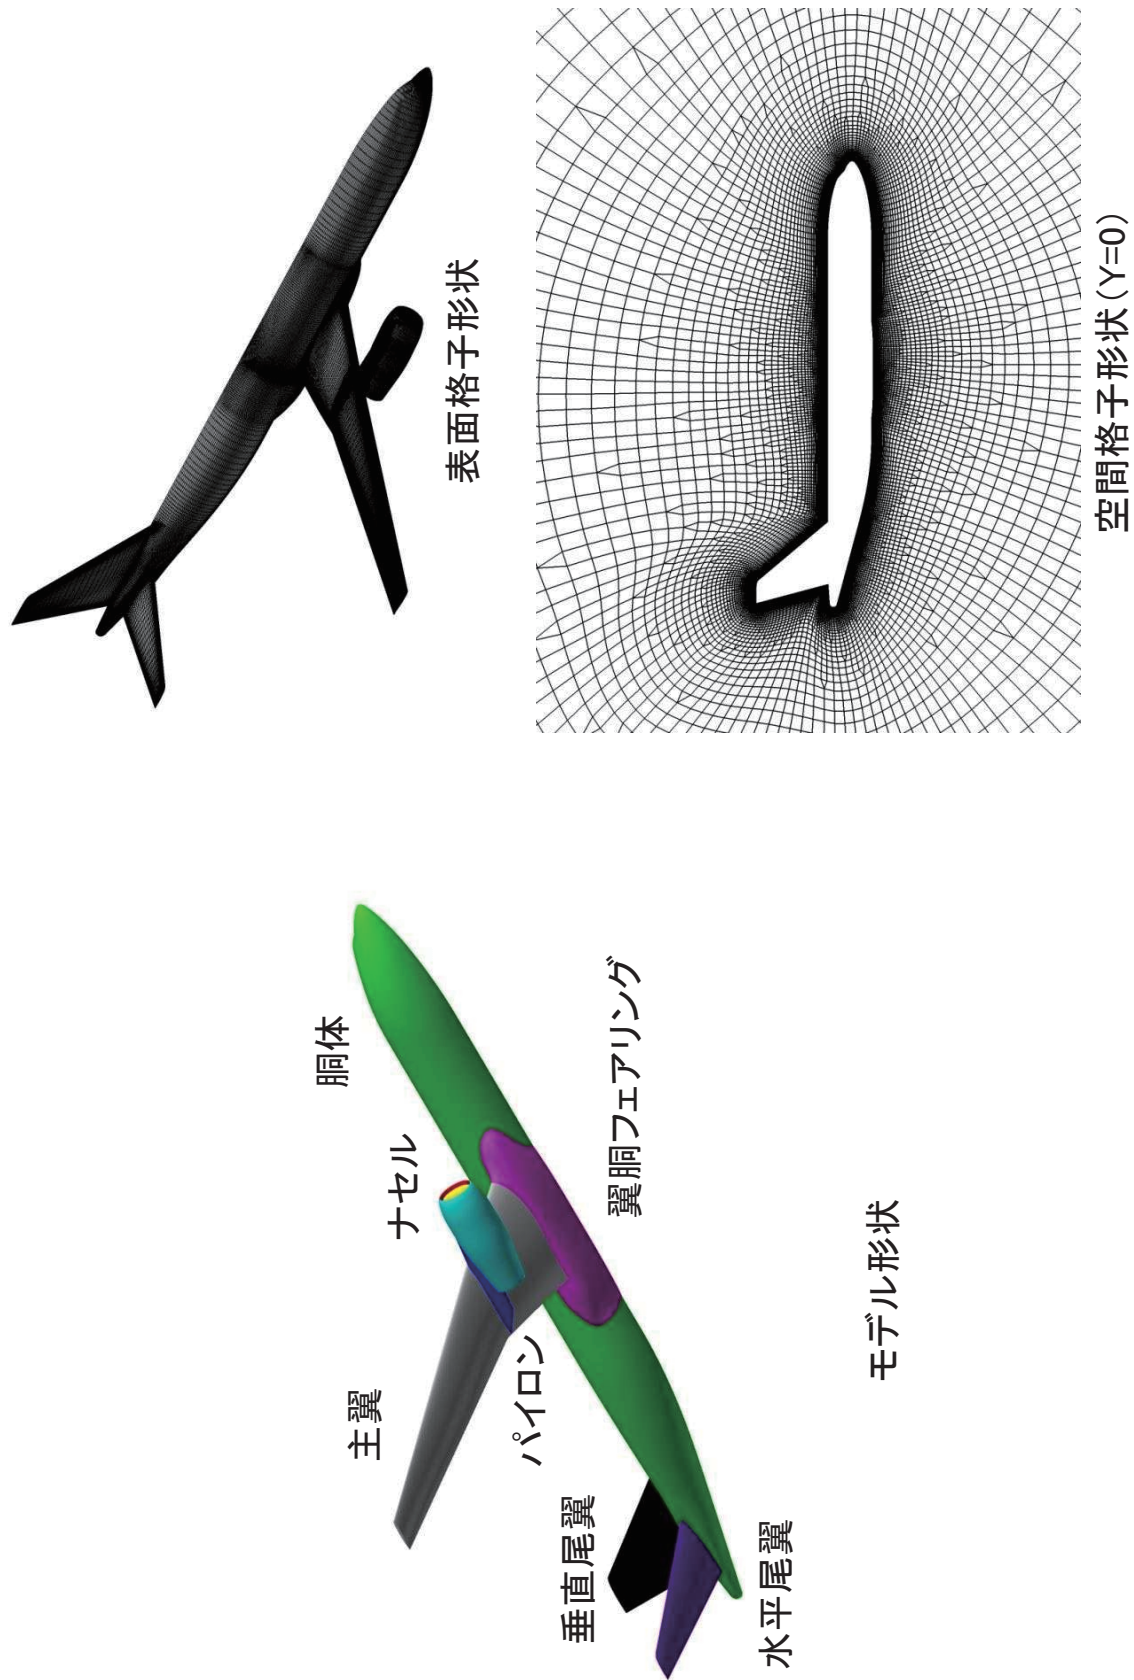 胴体
ナセル
主翼
パイロン
翼胴フェアリング
垂直尾翼
水平尾翼
モデル形状
表面格子形状
空間格子形状(Y=0)